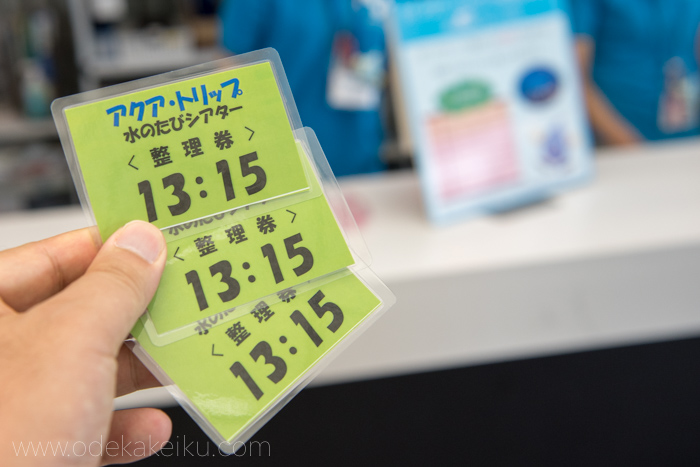 アクア・トリップ
水のたびシアター
〈 整理券 〉
13:15
〈 整理券 〉
13:15
〈 整理券
13:15
www.odekakeiku.com